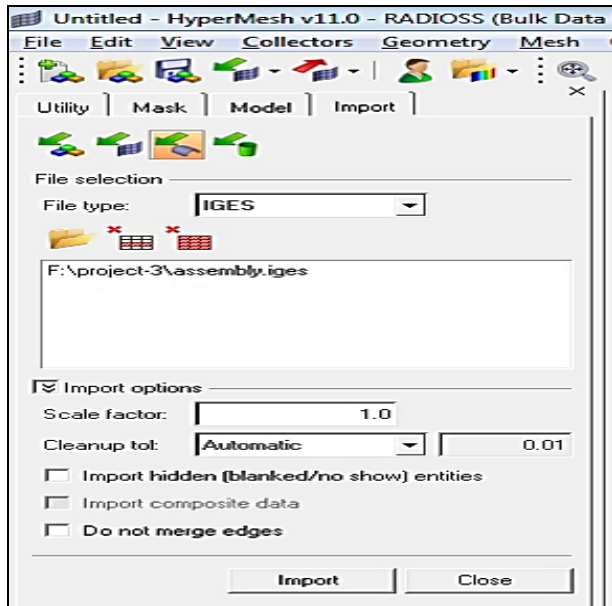 Untitled - HyperMesh v11.0 - RADIOSS (Bulk Data
File Edit View Collectors Geometry Mesh
Utility Mask Model Import
File selection
File type: IGES
F:\project-3\assembly.iges
Import options
Scale factor: 1.0
Cleanup tol: Automatic 0.01
Import hidden (blanked/no show) entities
Import composite data
Do not merge edges
Import Close